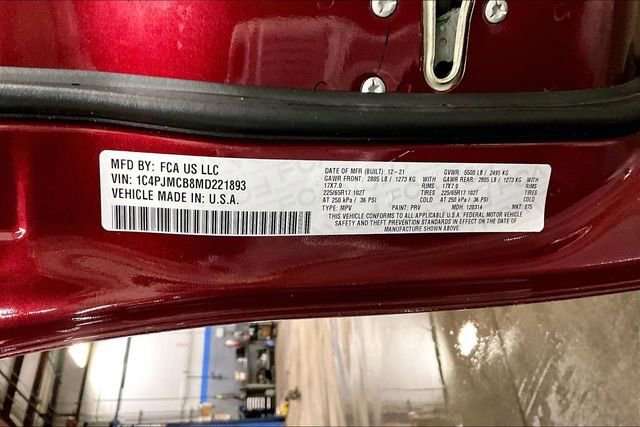 MFD BY: FCA US LLC
VIN: 1C4PJMCB8MD221893
VEHICLE MADE IN: U.S.A.
DATE OF MFR (BUILT): 12-21 GVWR: 5500 LB / 2495 KG
GAWR FRONT: 2805 LB / 1273 KG WITH GAWR REAR: 2805 LB / 1273 KG WITH
17X7.0 RIMS 17X7.0 RIMS
225/65R17 102T TIRES 225/65R17 102T TIRES
AT 250 kPa / 36 PSI COLD AT 250 kPa / 36 PSI COLD
TYPE: MPV PAINT: PRV MDH: 120314 MKT: 075
THIS VEHICLE CONFORMS TO ALL APPLICABLE U.S.A. FEDERAL MOTOR VEHICLE
SAFETY AND THEFT PREVENTION STANDARDS IN EFFECT ON THE DATE OF
MANUFACTURE SHOWN ABOVE